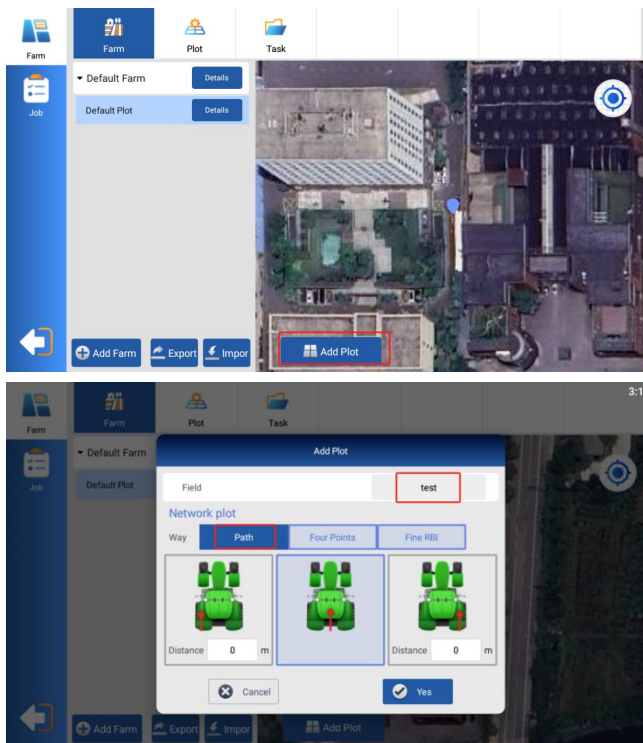 Farm
Plot
Task
Farm
Default Farm
Details
Job
Default Plot
Details
Add Farm
Export
Impor
Add Plot
3:1
Farm
Plot
Task
Farm
Default Farm
Add Plot
Job
Default Plot
Field
test
Network plot
Way
Path
Four Points
Fine RBI
Distance
0
m
Distance
0
m
Cancel
Yes
Add Farm
Export
Impor
Add Plot